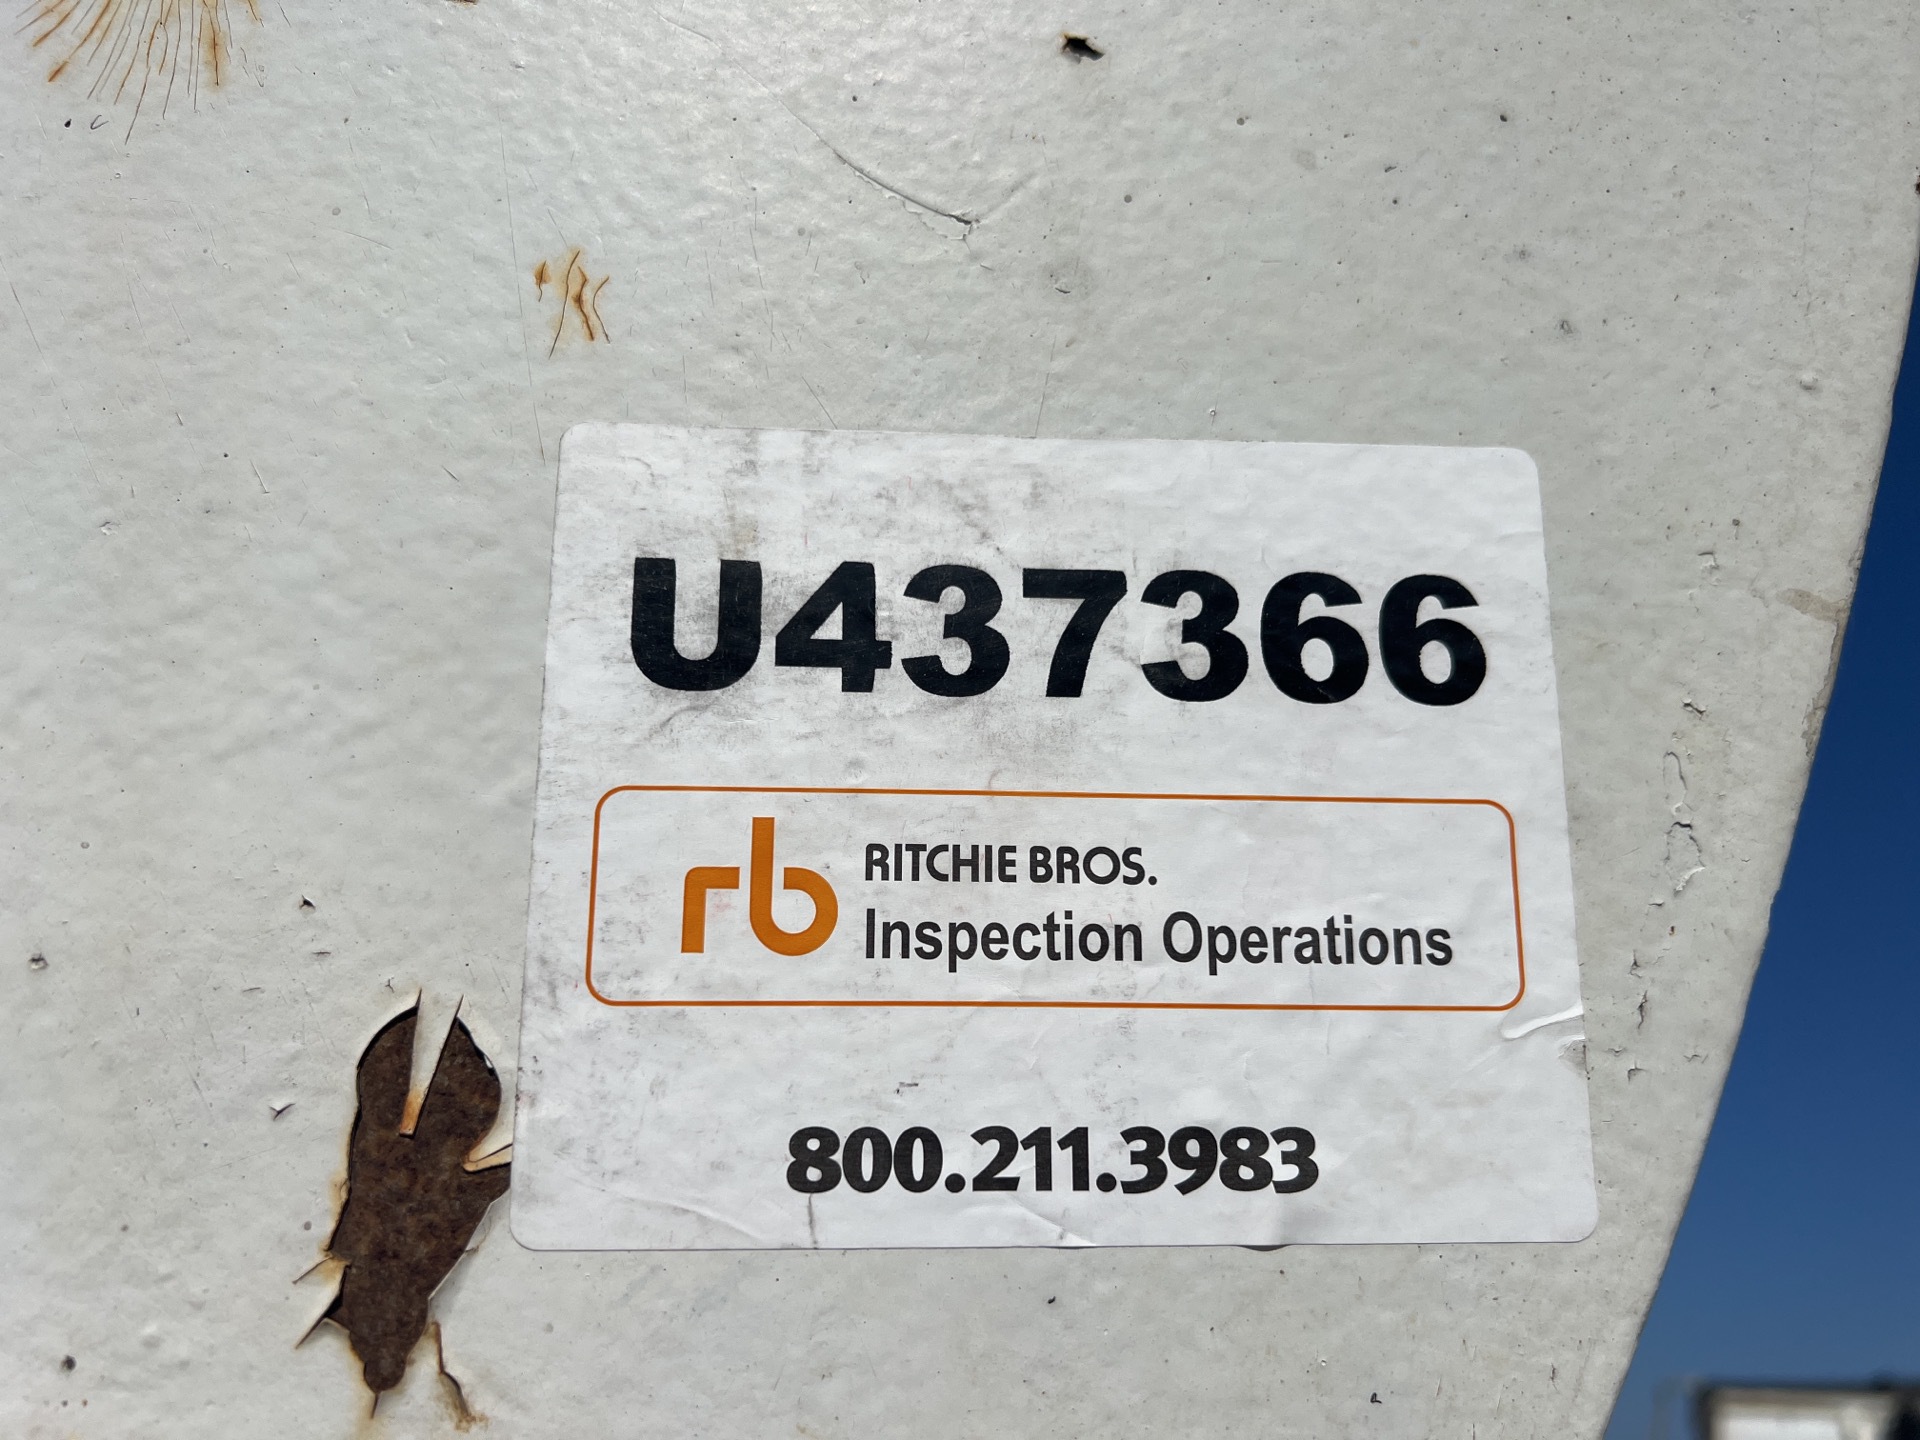 U437366
rb
RITCHIE BROS.
Inspection Operations
800.211.3983